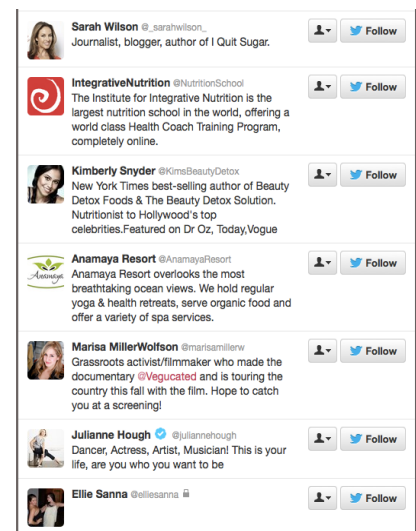 Sarah Wilson @_sarahwilson_
Follow
Journalist, blogger, author of I Quit Sugar.
IntegrativeNutrition @NutritionSchool
Follow
The Institute for Integrative Nutrition is the
largest nutrition school in the world, offering a
world class Health Coach Training Program,
completely online.
Kimberly Snyder @KimsBeautyDetox
Follow
New York Times best-selling author of Beauty
Detox Foods & The Beauty Detox Solution.
Nutritionist to Hollywood's top
celebrities.Featured on Dr Oz, Today,Vogue
Anamaya
Anamaya Resort @AnamayaResort
Follow
Anamaya Resort overlooks the most
breathtaking ocean views. We hold regular
yoga & health retreats, serve organic food and
offer a variety of spa services.
Marisa MillerWolfson @marisamillerw
Follow
Grassroots activist/filmmaker who made the
documentary @Vegucated and is touring the
country this fall with the film. Hope to catch
you at a screening!
Julianne Hough @juliannehough
Follow
Dancer, Actress, Artist, Musician! This is your
life, are you who you want to be
Ellie Sanna @elliesanna
Follow